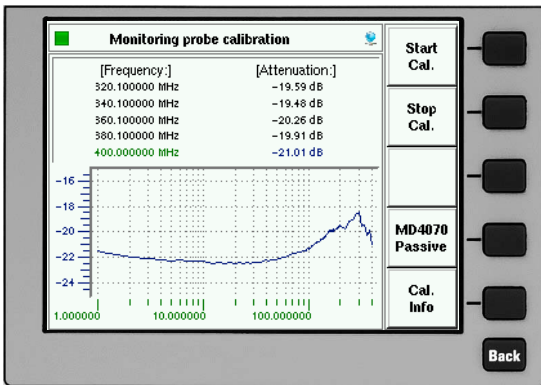 Monitoring probe calibration
[Frequency:] [Attenuation:]
320.100000 MHz -19.59 dB
340.100000 MHz -19.48 dB
360.100000 MHz -20.26 dB
380.100000 MHz -19.91 dB
400.000000 MHz -21.01 dB
-16
-18
-20
-22
-24
1.000000 10.000000 100.000000
Start
Cal.
Stop
Cal.
MD4070
Passive
Cal.
Info
Back